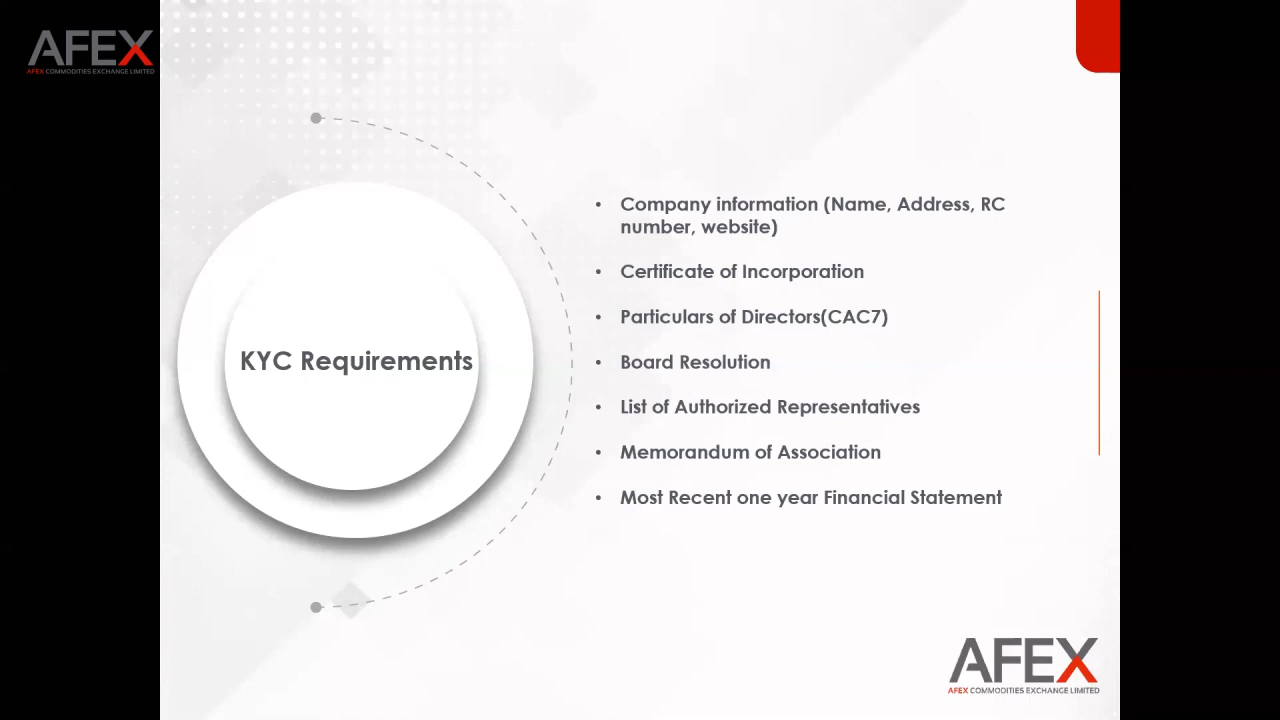 AFEX
AFEX COMMODITIES EXCHANGE LIMITED
KYC Requirements
• Company information (Name, Address, RC
number, website)
• Certificate of Incorporation
• Particulars of Directors(CAC7)
• Board Resolution
• List of Authorized Representatives
• Memorandum of Association
• Most Recent one year Financial Statement
AFEX
AFEX COMMODITIES EXCHANGE LIMITED